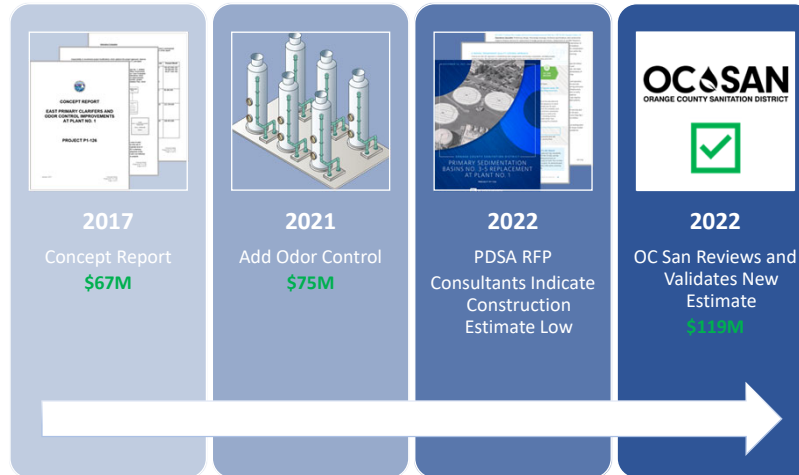 CONCEPT REPORT
EAST PRIMARY CLARIFIERS AND
ODOR CONTROL IMPROVEMENTS
AT PLANT NO. 1
PROJECT P1-126
2017
Concept Report
$67M
2021
Add Odor Control
$75M
PRIMARY SEDIMENTATION
BASINS NO. 3-5 REPLACEMENT
AT PLANT NO. 1
2022
PDSA RFP
Consultants Indicate
Construction
Estimate Low
OC SAN
ORANGE COUNTY SANITATION DISTRICT
2022
OC San Reviews and
Validates New
Estimate
$119M